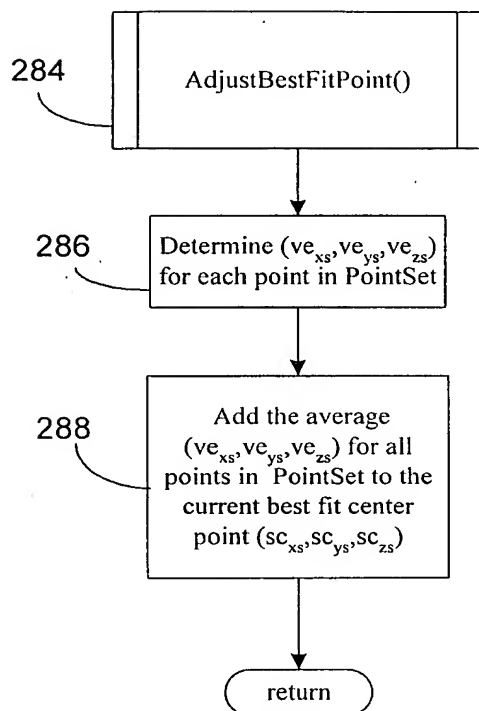 284
AdjustBestFitPoint()
286
Determine (ve_xs,ve_ys,ve_zs)
for each point in PointSet
288
Add the average
(ve_xs,ve_ys,ve_zs) for all
points in PointSet to the
current best fit center
point (sc_xs,sc_ys,sc_zs)
return